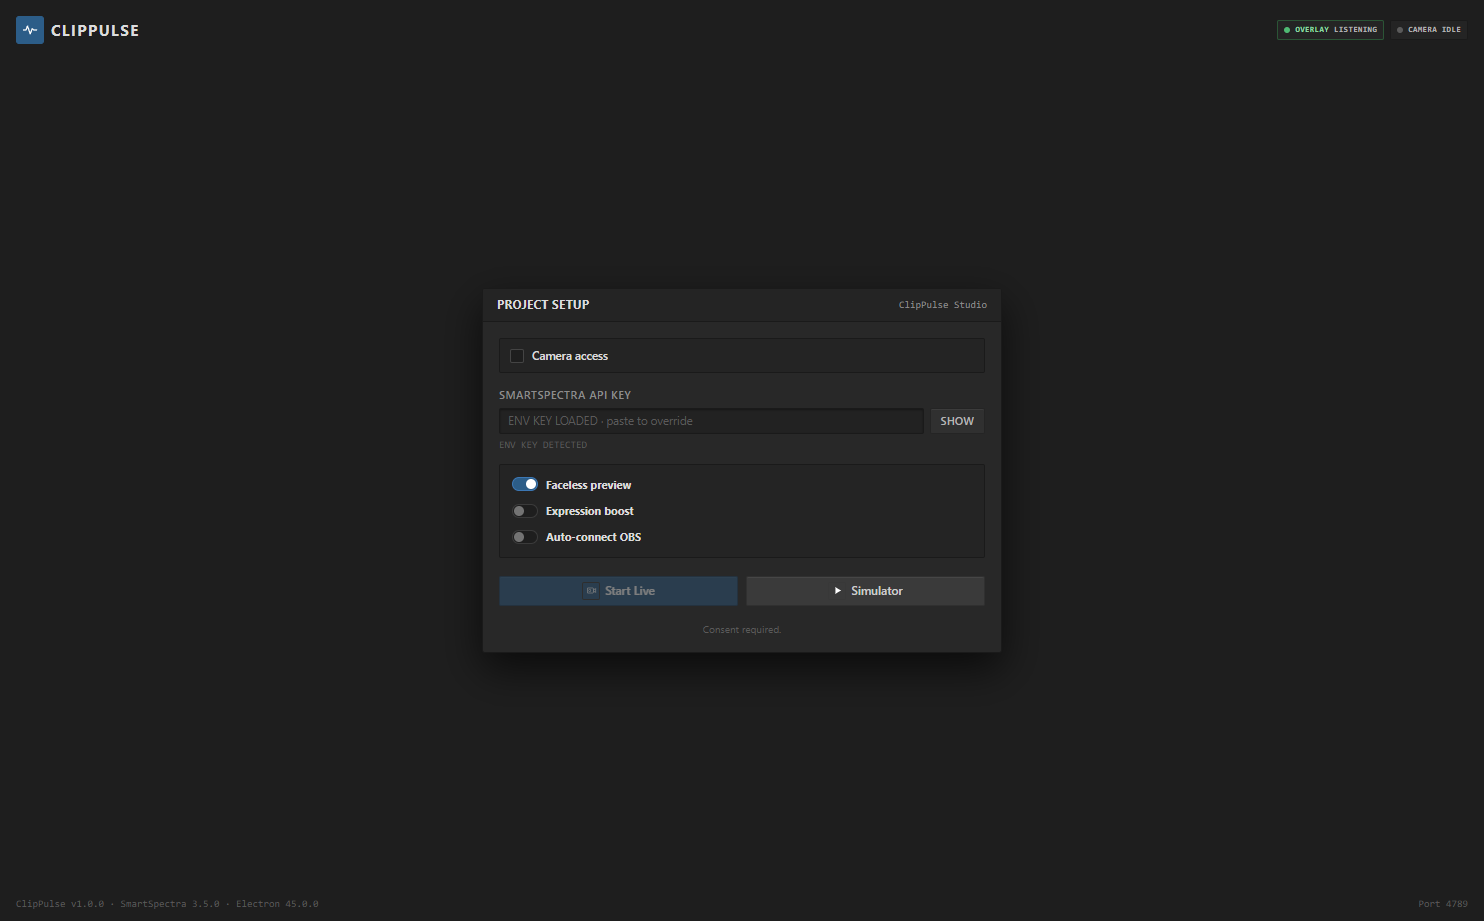 CLIPPULSE
OVERLAY LISTENING
CAMERA IDLE
PROJECT SETUP
ClipPulse Studio
Camera access
SMARTSPECTRA API KEY
ENV KEY LOADED · paste to override
SHOW
ENV KEY DETECTED
Faceless preview
Expression boost
Auto-connect OBS
Start Live
Simulator
Consent required.
ClipPulse v1.0.0 · SmartSpectra 3.5.0 · Electron 45.0.0
Port 4789